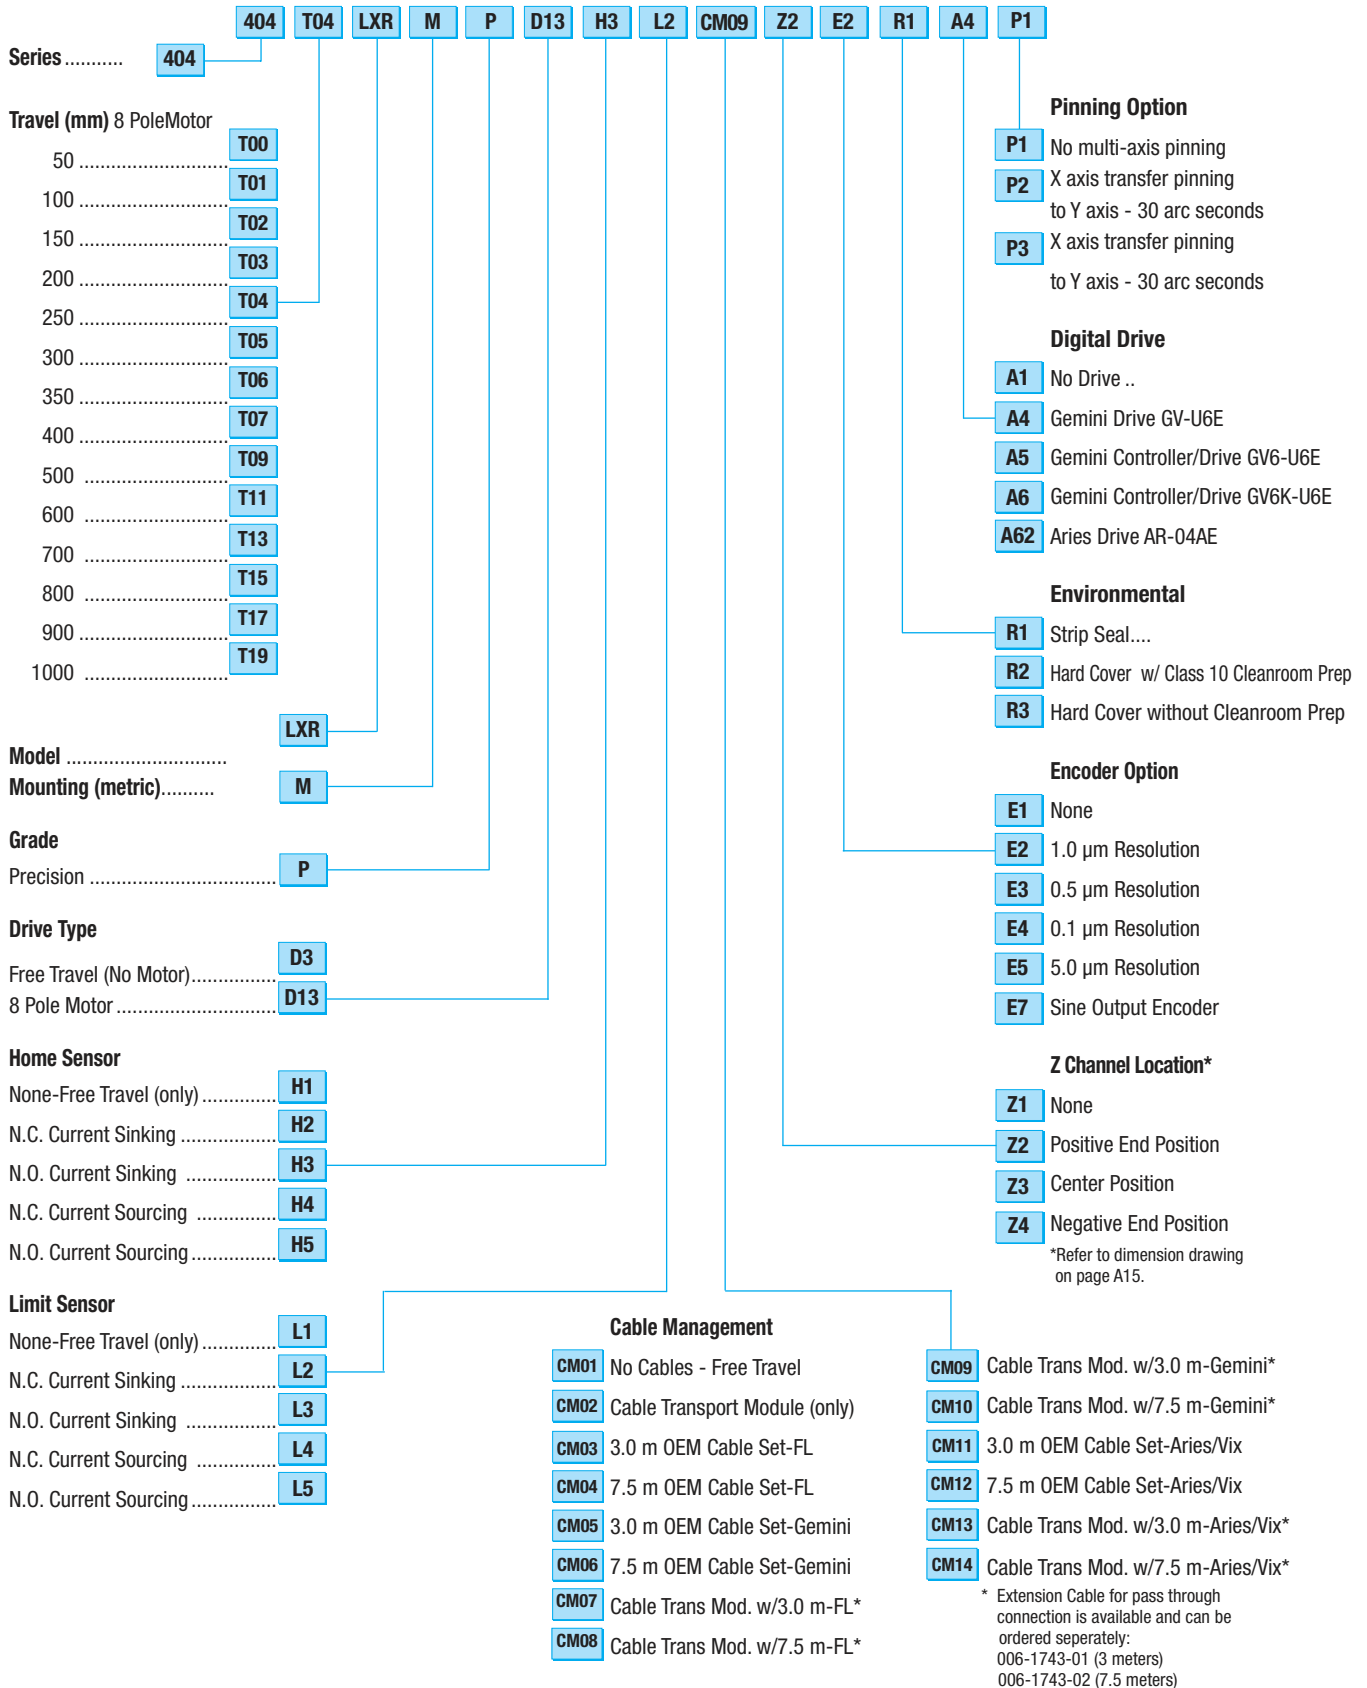 404 T04 LXR M P D13 H3 L2 CM09 Z2 E2 R1 A4 P1
Series ........... 404
Travel (mm) 8 PoleMotor
50 ............................ T00
100 ............................ T01
150 ............................ T02
200 ............................ T03
250 ............................ T04
300 ............................ T05
350 ............................ T06
400 ............................ T07
500 ............................ T09
600 ........................... T11
700 ........................... T13
800 ........................... T15
900 ............................ T17
1000 ........................... T19
Model .............................. LXR
Mounting (metric).......... M
Grade
Precision ................................... P
Drive Type
Free Travel (No Motor)................ D3
8 Pole Motor .............................. D13
Home Sensor
None-Free Travel (only) .............. H1
N.C. Current Sinking .................. H2
N.O. Current Sinking ................. H3
N.C. Current Sourcing ............... H4
N.O. Current Sourcing ................ H5
Limit Sensor
None-Free Travel (only) .............. L1
N.C. Current Sinking .................. L2
N.O. Current Sinking ................. L3
N.C. Current Sourcing ............... L4
N.O. Current Sourcing ................ L5
Cable Management
CM01 No Cables - Free Travel
CM02 Cable Transport Module (only)
CM03 3.0 m OEM Cable Set-FL
CM04 7.5 m OEM Cable Set-FL
CM05 3.0 m OEM Cable Set-Gemini
CM06 7.5 m OEM Cable Set-Gemini
CM07 Cable Trans Mod. w/3.0 m-FL*
CM08 Cable Trans Mod. w/7.5 m-FL*
CM09 Cable Trans Mod. w/3.0 m-Gemini*
CM10 Cable Trans Mod. w/7.5 m-Gemini*
CM11 3.0 m OEM Cable Set-Aries/Vix
CM12 7.5 m OEM Cable Set-Aries/Vix
CM13 Cable Trans Mod. w/3.0 m-Aries/Vix*
CM14 Cable Trans Mod. w/7.5 m-Aries/Vix*
* Extension Cable for pass through
connection is available and can be
ordered seperately:
006-1743-01 (3 meters)
006-1743-02 (7.5 meters)
Pinning Option
P1 No multi-axis pinning
P2 X axis transfer pinning
to Y axis - 30 arc seconds
P3 X axis transfer pinning
to Y axis - 30 arc seconds
Digital Drive
A1 No Drive ..
A4 Gemini Drive GV-U6E
A5 Gemini Controller/Drive GV6-U6E
A6 Gemini Controller/Drive GV6K-U6E
A62 Aries Drive AR-04AE
Environmental
R1 Strip Seal....
R2 Hard Cover w/ Class 10 Cleanroom Prep
R3 Hard Cover without Cleanroom Prep
Encoder Option
E1 None
E2 1.0 µm Resolution
E3 0.5 µm Resolution
E4 0.1 µm Resolution
E5 5.0 µm Resolution
E7 Sine Output Encoder
Z Channel Location*
Z1 None
Z2 Positive End Position
Z3 Center Position
Z4 Negative End Position
*Refer to dimension drawing
on page A15.